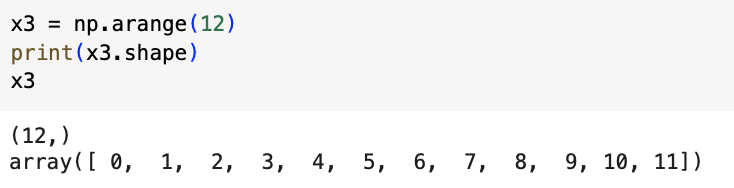 x3 = np.arange(12)
print(x3.shape)
x3
(12,)
array([ 0,  1,  2,  3,  4,  5,  6,  7,  8,  9, 10, 11])